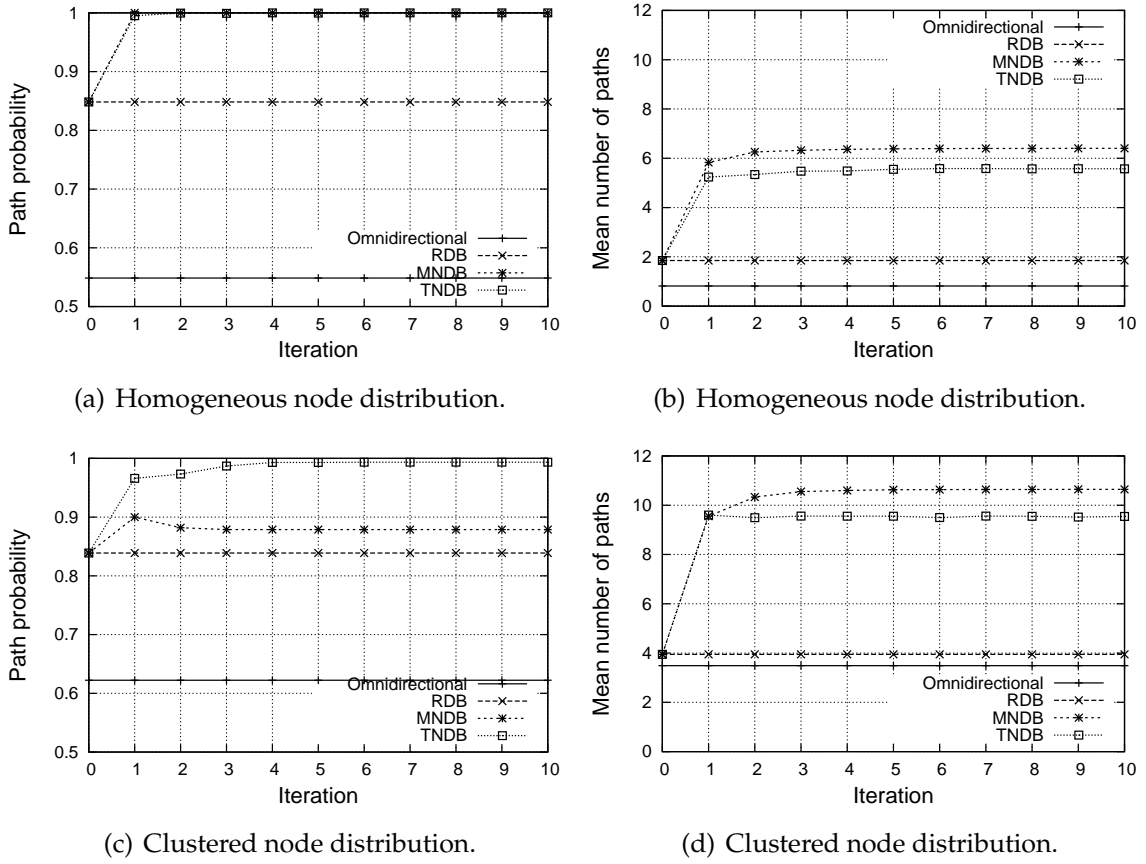 Path probability
1
0.9
0.8
0.7
0.6
0.5
Omnidirectional
RDB
MNDB
TNDB
0 1 2 3 4 5 6 7 8 9 10
Iteration
(a) Homogeneous node distribution.
Mean number of paths
12
10
8
6
4
2
0
Omnidirectional
RDB
MNDB
TNDB
0 1 2 3 4 5 6 7 8 9 10
Iteration
(b) Homogeneous node distribution.
Path probability
1
0.9
0.8
0.7
0.6
0.5
Omnidirectional
RDB
MNDB
TNDB
0 1 2 3 4 5 6 7 8 9 10
Iteration
(c) Clustered node distribution.
Mean number of paths
12
10
8
6
4
2
0
Omnidirectional
RDB
MNDB
TNDB
0 1 2 3 4 5 6 7 8 9 10
Iteration
(d) Clustered node distribution.